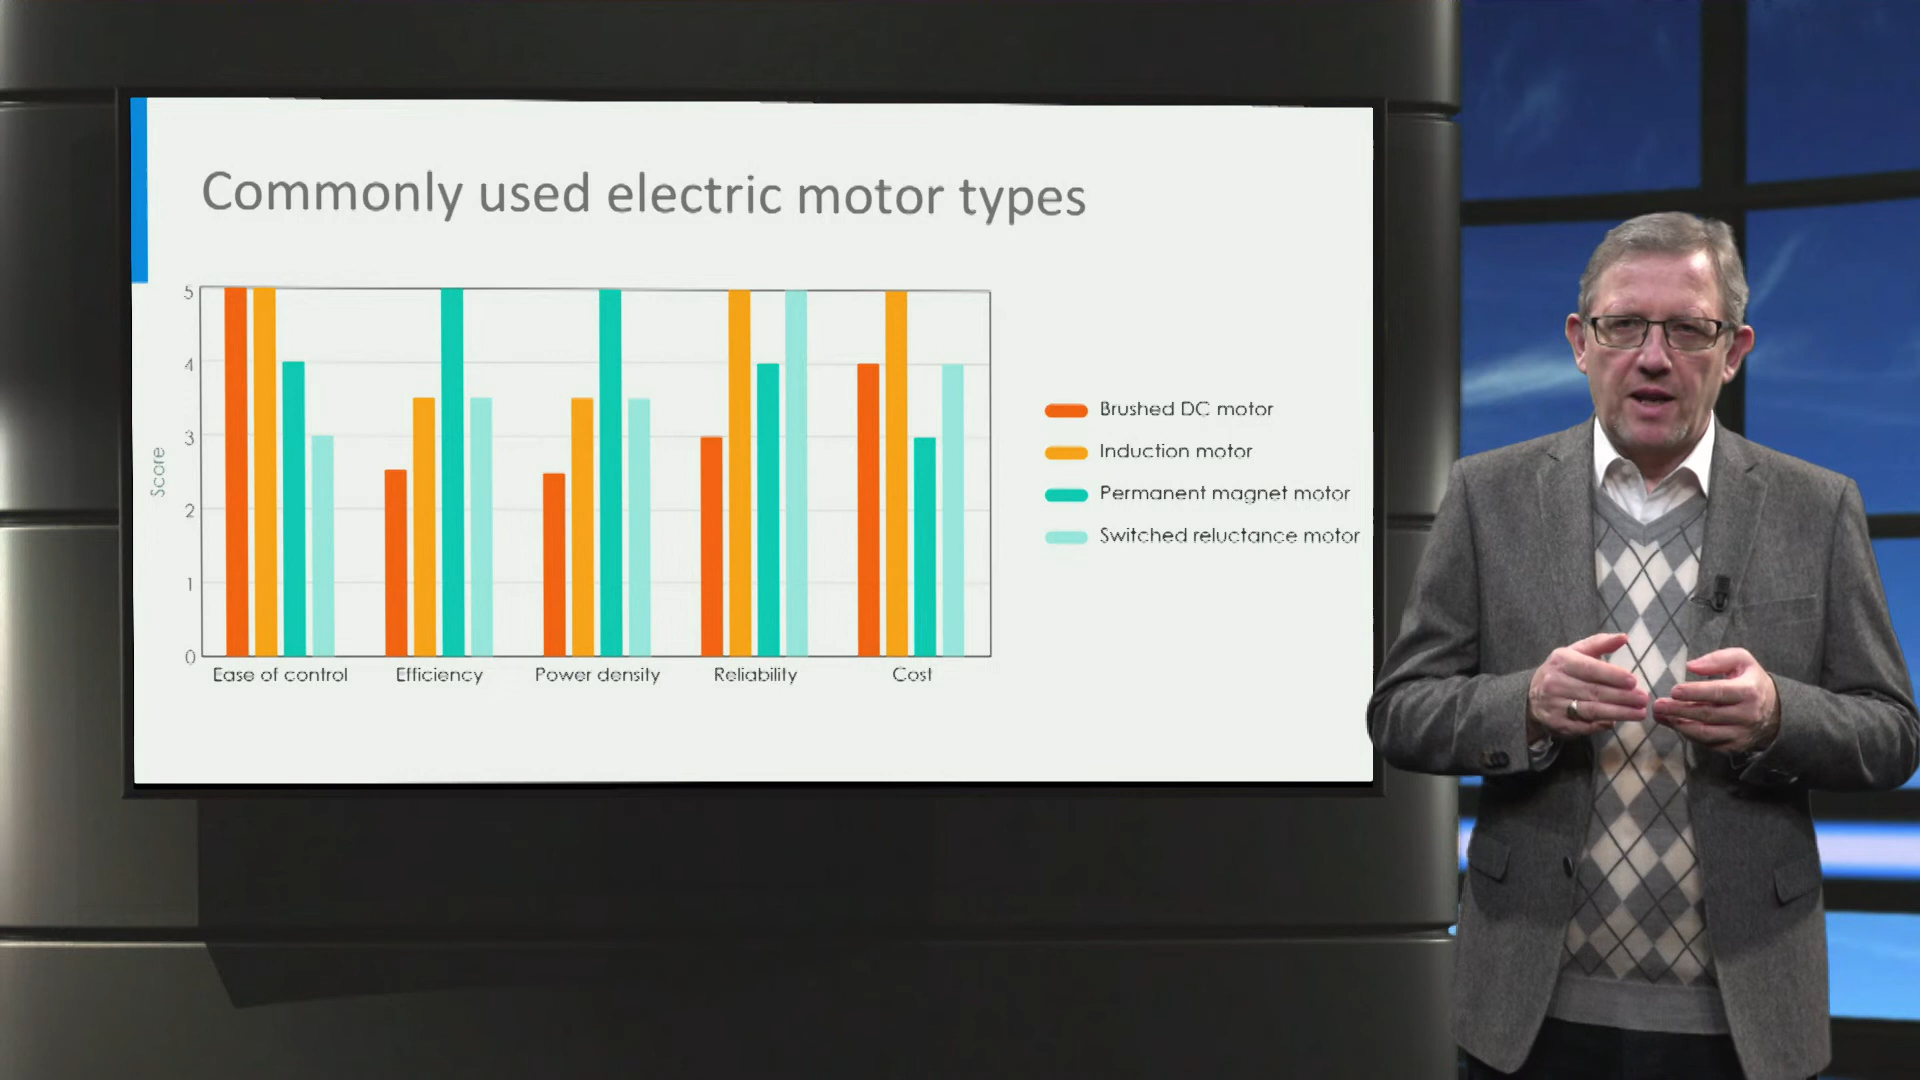 Commonly used electric motor types
5
4
3
2
1
0
Score
Ease of control
Efficiency
Power density
Reliability
Cost
Brushed DC motor
Induction motor
Permanent magnet motor
Switched reluctance motor